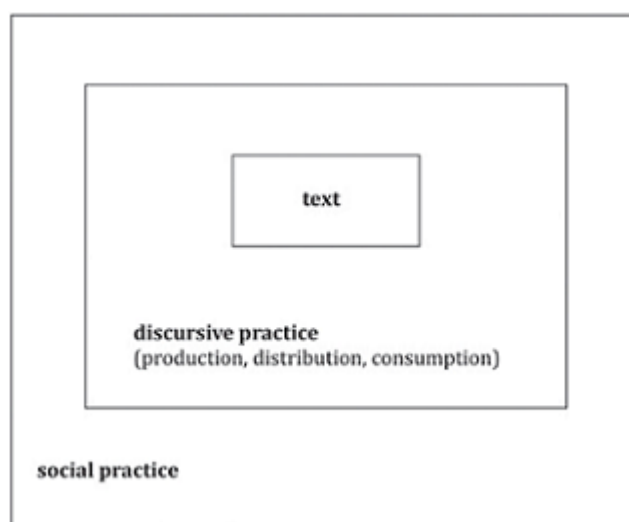 text
discursive practice
(production, distribution, consumption)
social practice